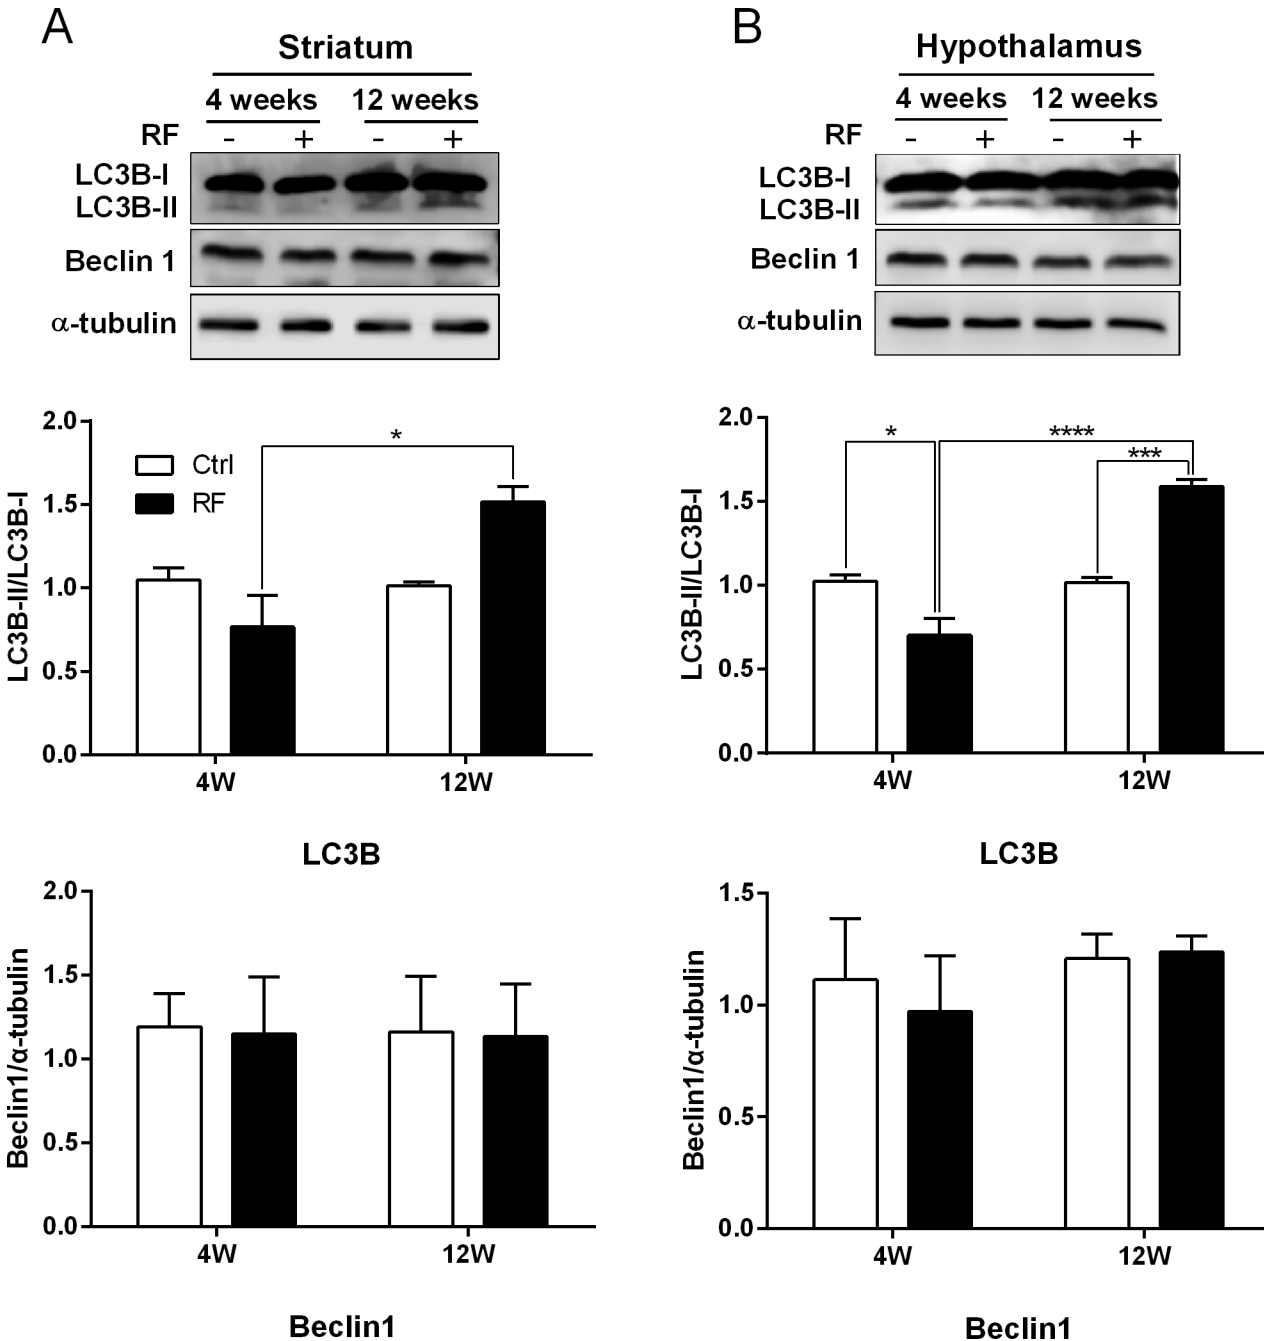 A
Striatum
4 weeks 12 weeks
RF - + - +
LC3B-I
LC3B-II
Beclin 1
α-tubulin
B
Hypothalamus
4 weeks 12 weeks
RF - + - +
LC3B-I
LC3B-II
Beclin 1
α-tubulin
LC3B-II/LC3B-I
2.0
1.5
1.0
0.5
0.0
Ctrl
RF
*
4W 12W
LC3B
LC3B-II/LC3B-I
2.0
1.5
1.0
0.5
0.0
* ****
***
4W 12W
LC3B
Beclin1/α-tubulin
2.0
1.5
1.0
0.5
0.0
4W 12W
Beclin1
Beclin1/α-tubulin
1.5
1.0
0.5
0.0
4W 12W
Beclin1